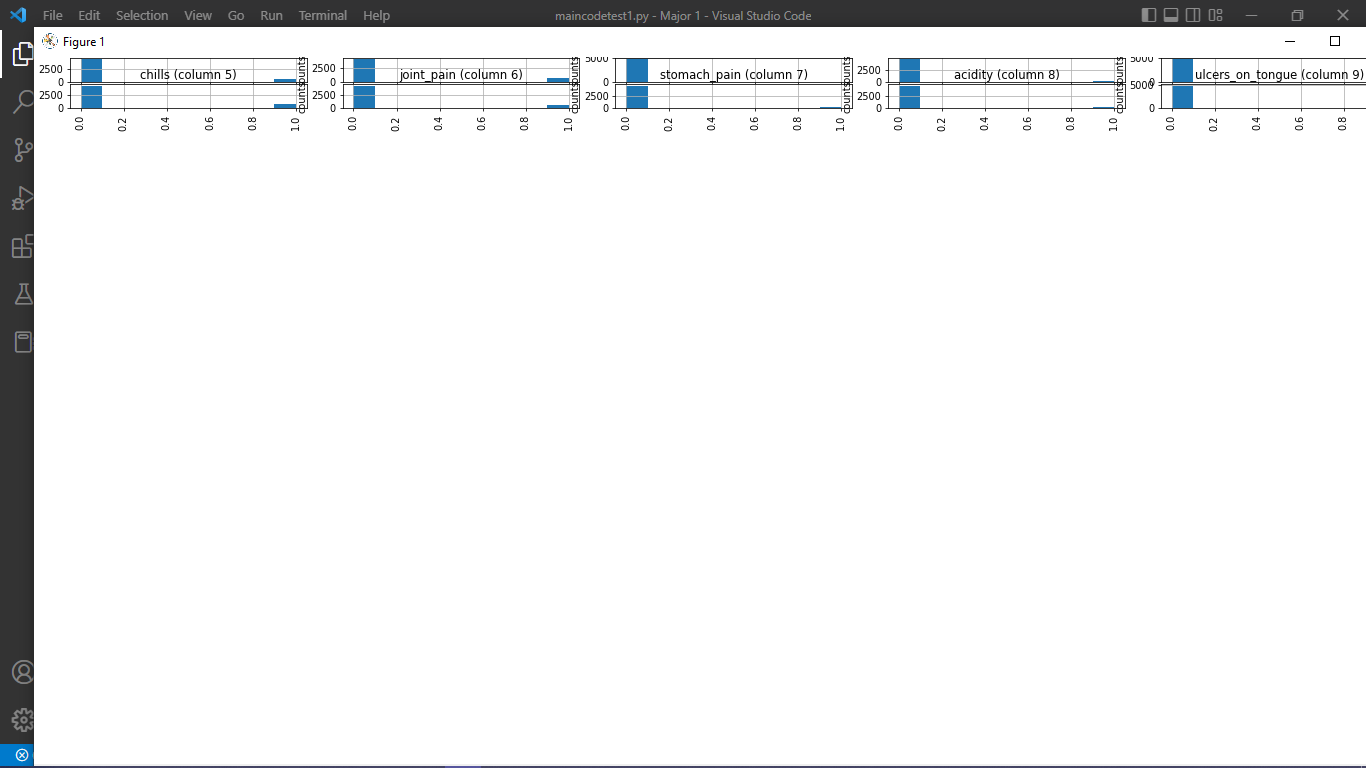 File Edit Selection View Go Run Terminal Help maincodetest1.py - Major 1 - Visual Studio Code
Figure 1
2500 0 counts 2500 0 counts 5000 0 counts 2500 0 counts 5000 0
chills (column 5) joint_pain (column 6) stomach_pain (column 7) acidity (column 8) ulcers_on_tongue (column 9)
2500 0 counts 2500 0 counts 2500 0 counts 2500 0 counts 5000 0
0.0 0.2 0.4 0.6 0.8 1.0 0.0 0.2 0.4 0.6 0.8 1.0 0.0 0.2 0.4 0.6 0.8 1.0 0.0 0.2 0.4 0.6 0.8 1.0 0.0 0.2 0.4 0.6 0.8